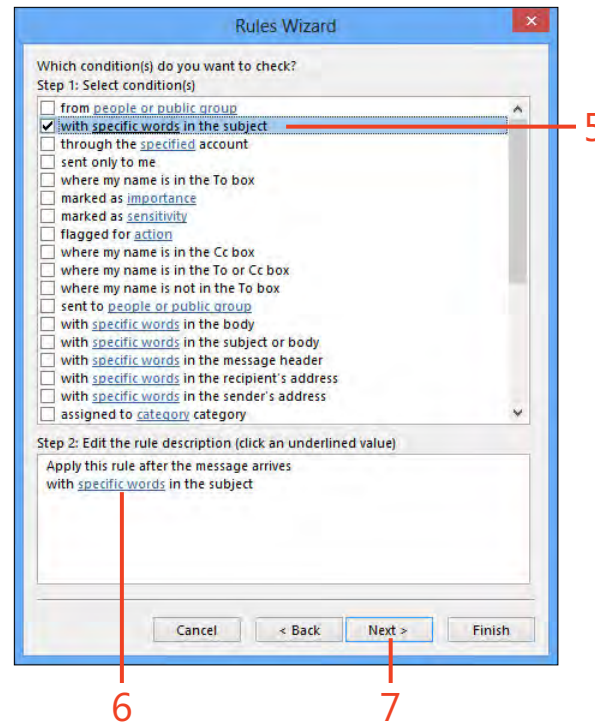 Rules Wizard
Which condition(s) do you want to check?
Step 1: Select condition(s)
from people or public group
with specific words in the subject
5
through the specified account
sent only to me
where my name is in the To box
marked as importance
marked as sensitivity
flagged for action
where my name is in the Cc box
where my name is in the To or Cc box
where my name is not in the To box
sent to people or public group
with specific words in the body
with specific words in the subject or body
with specific words in the message header
with specific words in the recipient's address
with specific words in the sender's address
assigned to category category
Step 2: Edit the rule description (click an underlined value)
Apply this rule after the message arrives
with specific words in the subject
Cancel < Back Next > Finish
6 7